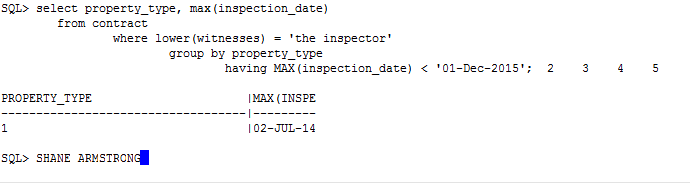 SQL> select property_type, max(inspection_date)
from contract
where lower(witnesses) = 'the inspector'
group by property_type
having MAX(inspection_date) < '01-Dec-2015'; 2 3 4 5
PROPERTY_TYPE |MAX(INSPE
-----------------------------------|---------
1 |02-JUL-14
SQL> SHANE ARMSTRONG